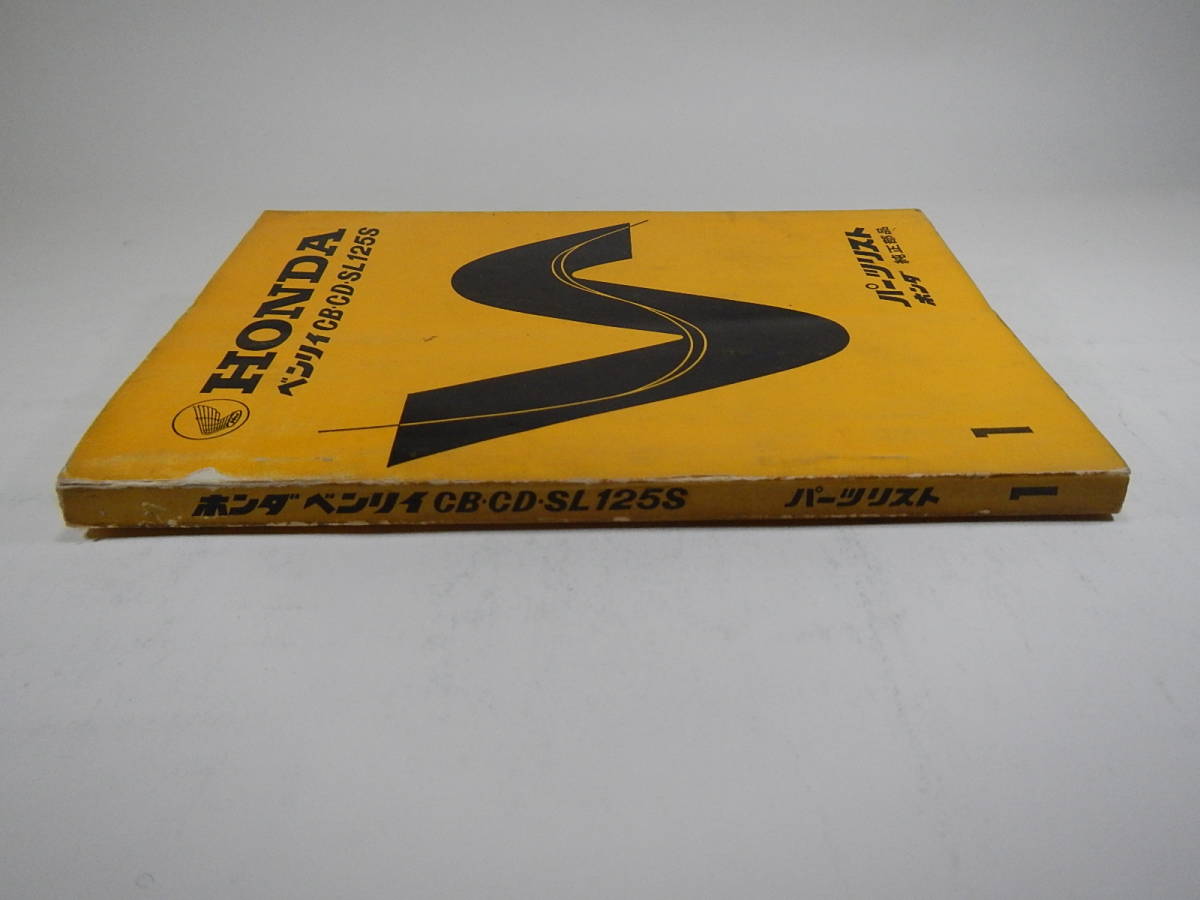 HONDA
ベンリィCB・CD・SL125S
パーツリスト
ホンダ 純正部品
1
ホンダ ベンリイ CB・CD・SL125S パーツリスト 1